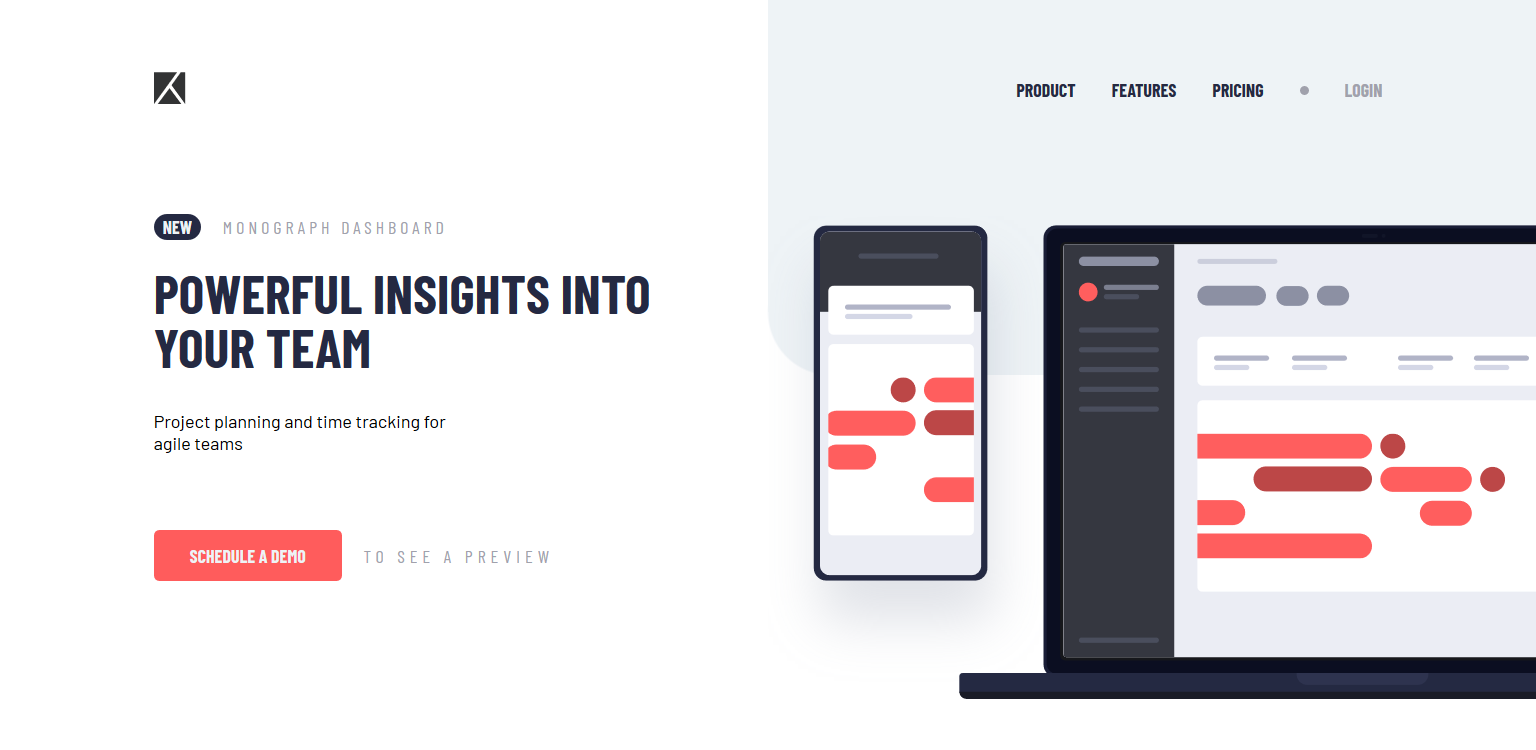 PRODUCT FEATURES PRICING LOGIN
NEW MONOGRAPH DASHBOARD
POWERFUL INSIGHTS INTO
YOUR TEAM
Project planning and time tracking for
agile teams
SCHEDULE A DEMO TO SEE A PREVIEW